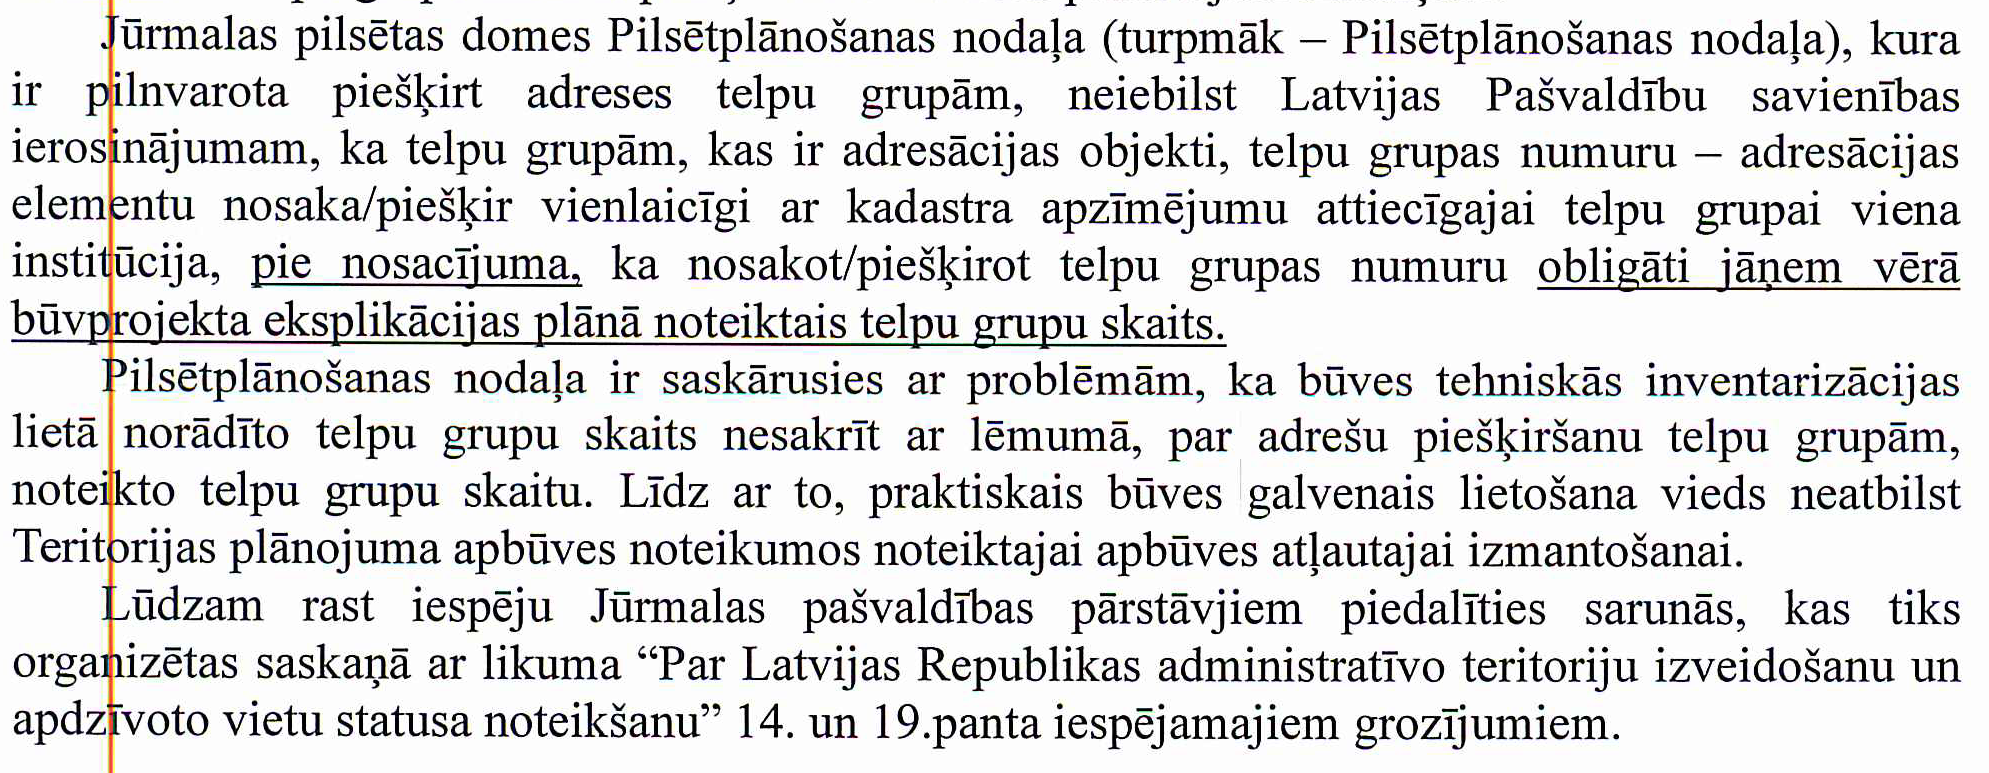 Jūrmalas pilsētas domes Pilsētplānošanas nodaļa (turpmāk – Pilsētplānošanas nodaļa), kura
ir pilnvarota piešķirt adreses telpu grupām, neiebilst Latvijas Pašvaldību savienības
ierosinājumam, ka telpu grupām, kas ir adresācijas objekti, telpu grupas numuru – adresācijas
elementu nosaka/piešķir vienlaicīgi ar kadastra apzīmējumu attiecīgajai telpu grupai viena
institūcija, pie nosacījuma, ka nosakot/piešķirot telpu grupas numuru obligāti jāņem vērā
būvprojekta eksplikācijas plānā noteiktais telpu grupu skaits.
Pilsētplānošanas nodaļa ir saskārusies ar problēmām, ka būves tehniskās inventarizācijas
lietā norādīto telpu grupu skaits nesakrīt ar lēmumā, par adrešu piešķiršanu telpu grupām,
noteikto telpu grupu skaitu. Līdz ar to, praktiskais būves galvenais lietošana vieds neatbilst
Teritorijas plānojuma apbūves noteikumos noteiktajai apbūves atļautajai izmantošanai.
Lūdzam rast iespēju Jūrmalas pašvaldības pārstāvjiem piedalīties sarunās, kas tiks
organizētas saskaņā ar likuma “Par Latvijas Republikas administratīvo teritoriju izveidošanu un
apdzīvoto vietu statusa noteikšanu” 14. un 19.panta iespējamajiem grozījumiem.